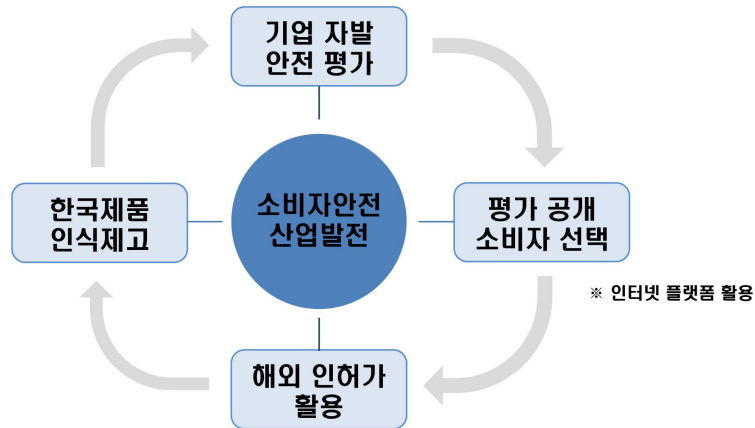 기업 자발
안전 평가
한국제품
인식제고
소비자안전
산업발전
평가 공개
소비자 선택
※ 인터넷 플랫폼 활용
해외 인허가
활용